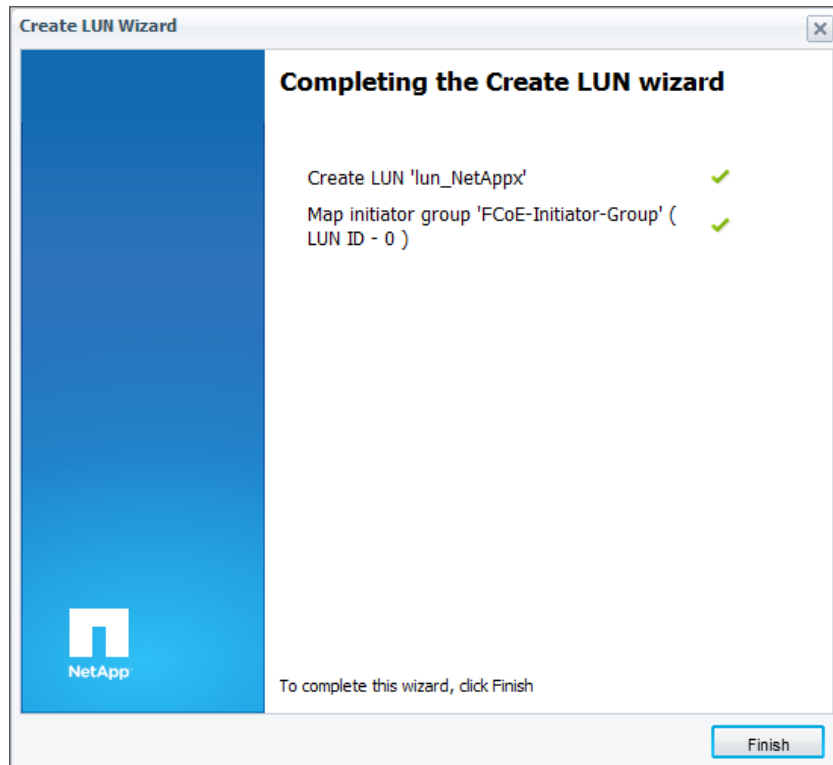 Create LUN Wizard
Completing the Create LUN wizard
Create LUN 'lun_NetAppx'
Map initiator group 'FCoE-Initiator-Group' (
LUN ID - 0 )
NetApp
To complete this wizard, click Finish
Finish